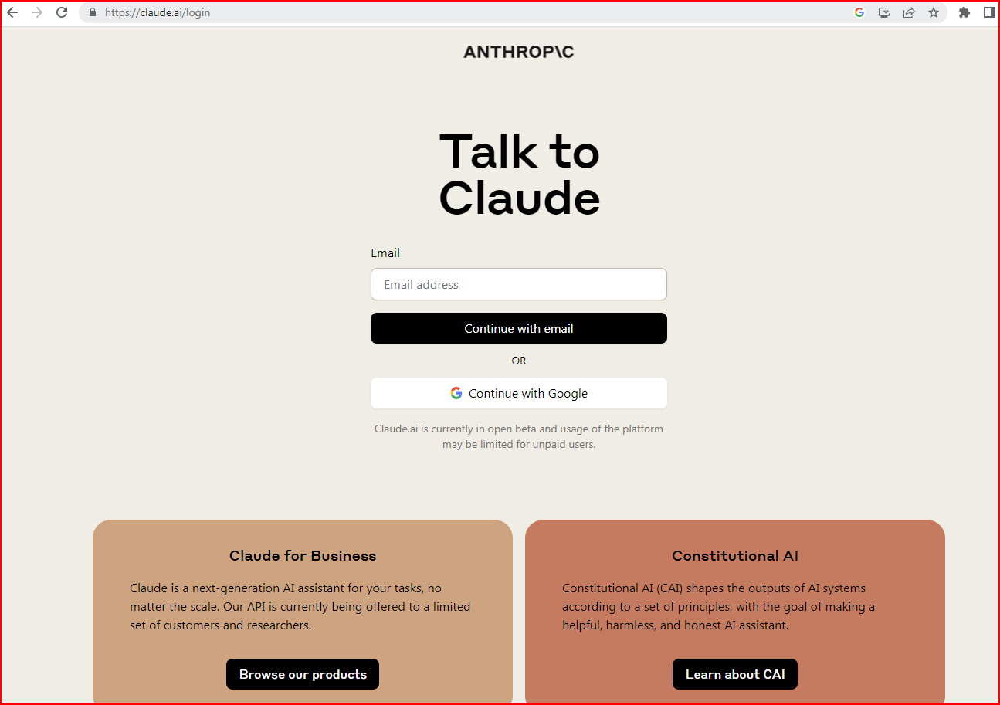 https://claude.ai/login
ANTHROP\C
Talk to
Claude
Email
Email address
Continue with email
OR
Continue with Google
Claude.ai is currently in open beta and usage of the platform
may be limited for unpaid users.
Claude for Business
Claude is a next-generation AI assistant for your tasks, no
matter the scale. Our API is currently being offered to a limited
set of customers and researchers.
Browse our products
Constitutional AI
Constitutional AI (CAI) shapes the outputs of AI systems
according to a set of principles, with the goal of making a
helpful, harmless, and honest AI assistant.
Learn about CAI